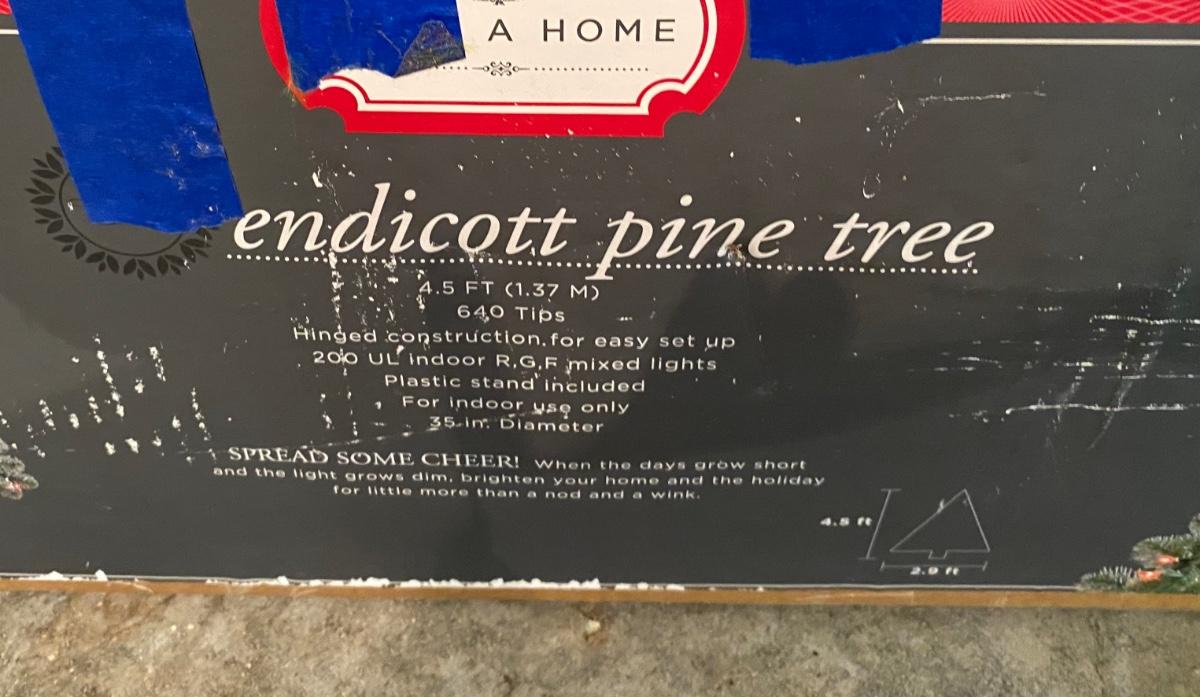 A HOME
endicott pine tree
4.5 FT (1.37 M)
640 Tips
Hinged construction for easy set up
200 UL indoor R,G,F mixed lights
Plastic stand included
For indoor use only
35-in. Diameter
SPREAD SOME CHEER! When the days grow short
and the light grows dim, brighten your home and the holiday
for little more than a nod and a wink.
4.5 ft
2.9 ft